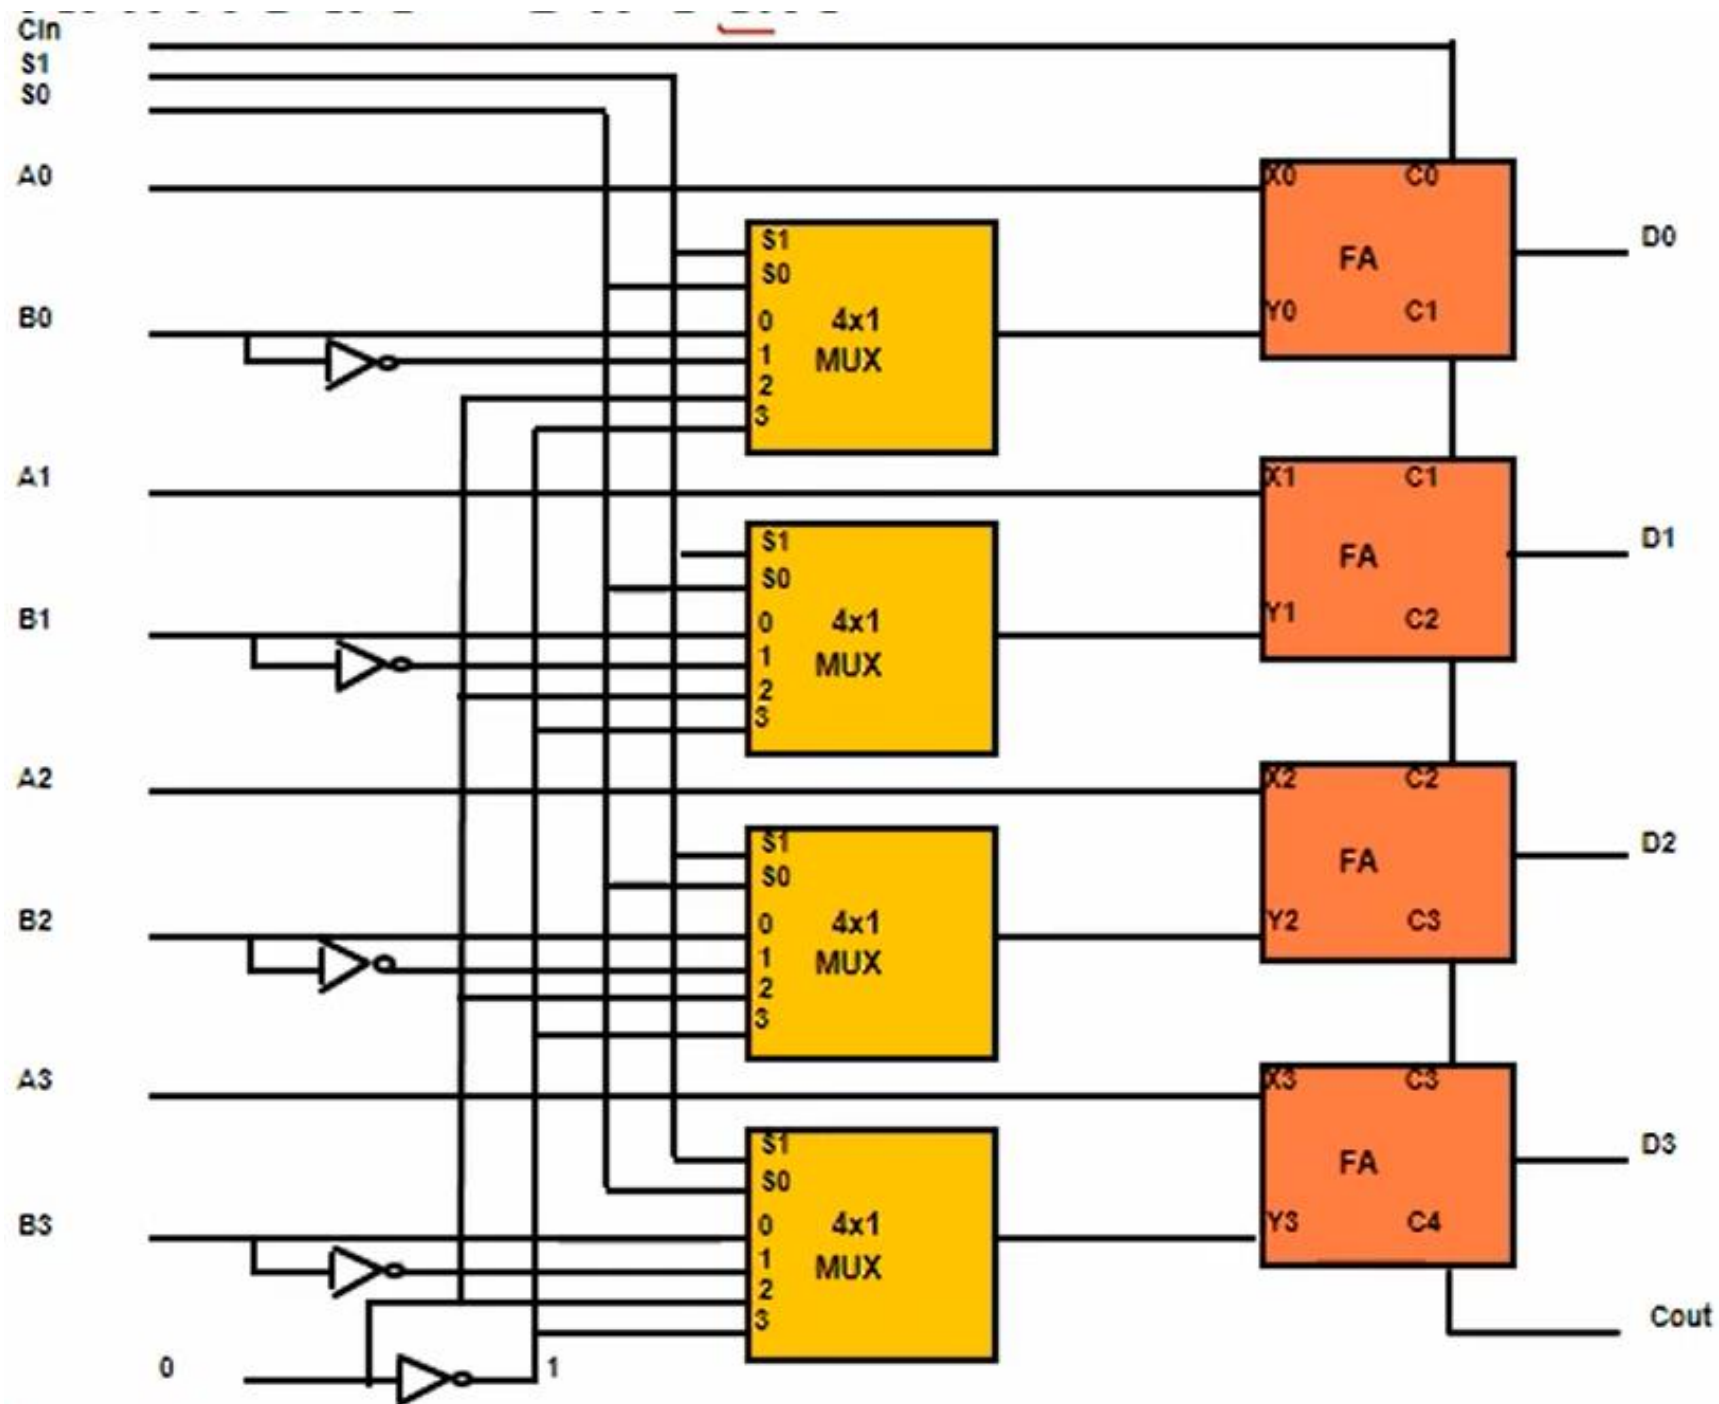 Cin
S1
S0
A0
X0 C0
D0
S1
S0
FA
B0
0 4x1
Y0 C1
1 MUX
2
3
A1
X1 C1
S1
D1
FA
S0
B1
0 4x1
Y1 C2
1 MUX
2
3
A2
X2 C2
S1
D2
FA
S0
B2
0 4x1
Y2 C3
1 MUX
2
3
A3
X3 C3
S1
D3
FA
S0
B3
0 4x1
Y3 C4
1 MUX
2
3
Cout
0 1